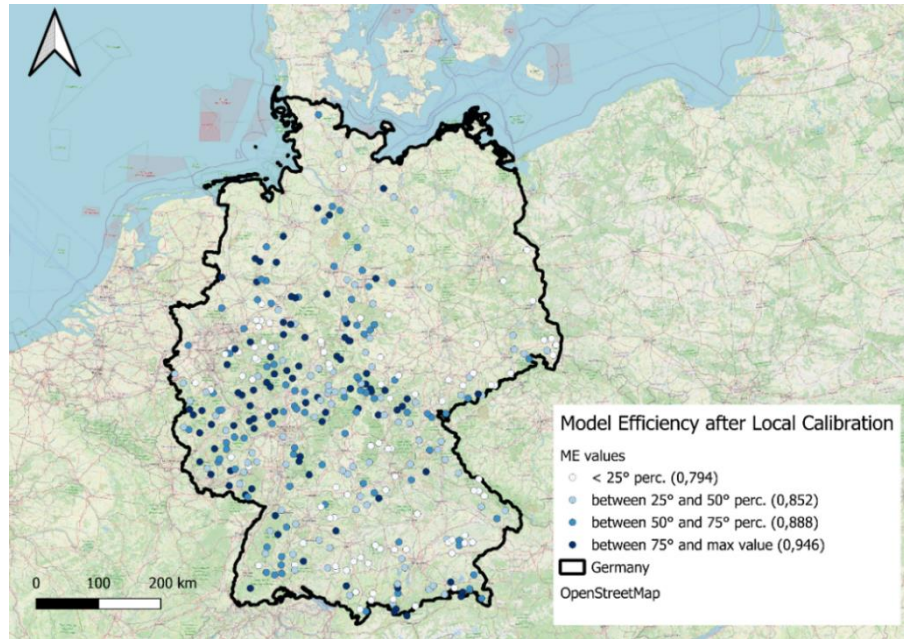 Model Efficiency after Local Calibration
ME values
< 25° perc. (0,794)
between 25° and 50° perc. (0,852)
between 50° and 75° perc. (0,888)
between 75° and max value (0,946)
Germany
OpenStreetMap
0 100 200 km